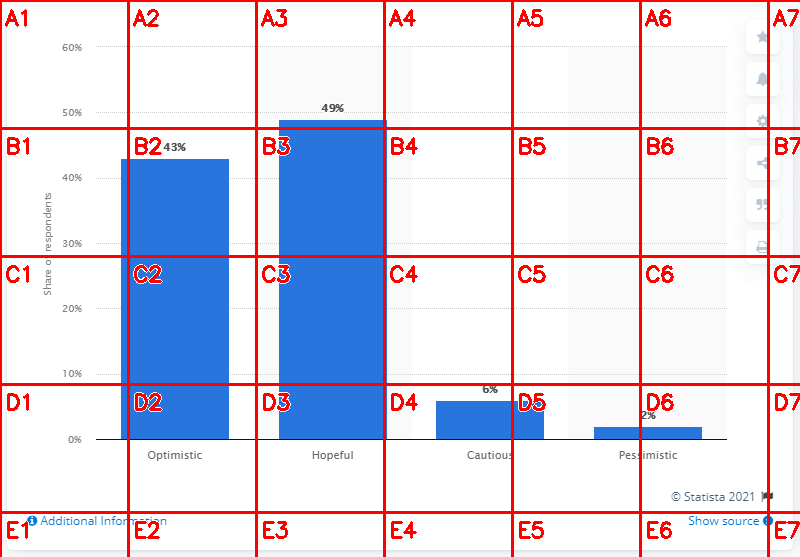 A1 A2 A3 A4 A5 A6 A7
60%
50%
49%
B1 B2 B3 B4 B5 B6 B7
43%
40%
Share of respondents
30%
C1 C2 C3 C4 C5 C6 C7
20%
10%
6%
D1 D2 D3 D4 D5 D6 D7
2%
0%
Optimistic Hopeful Cautious Pessimistic
© Statista 2021
Additional Information Show source
E1 E2 E3 E4 E5 E6 E7